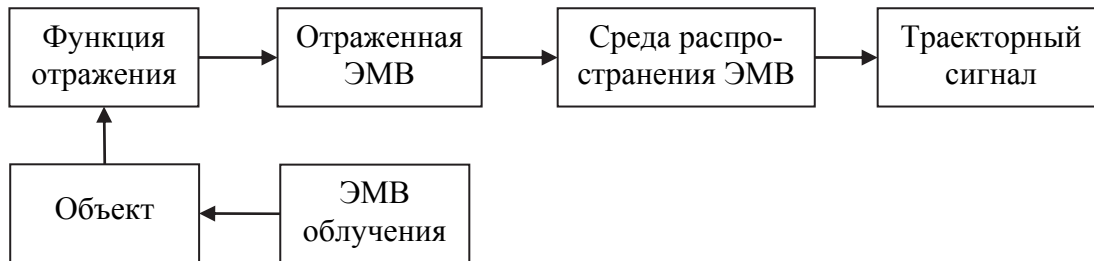 Функция
отражения
Отраженная
ЭМВ
Среда распро-
странения ЭМВ
Траекторный
сигнал
Объект
ЭМВ
облучения